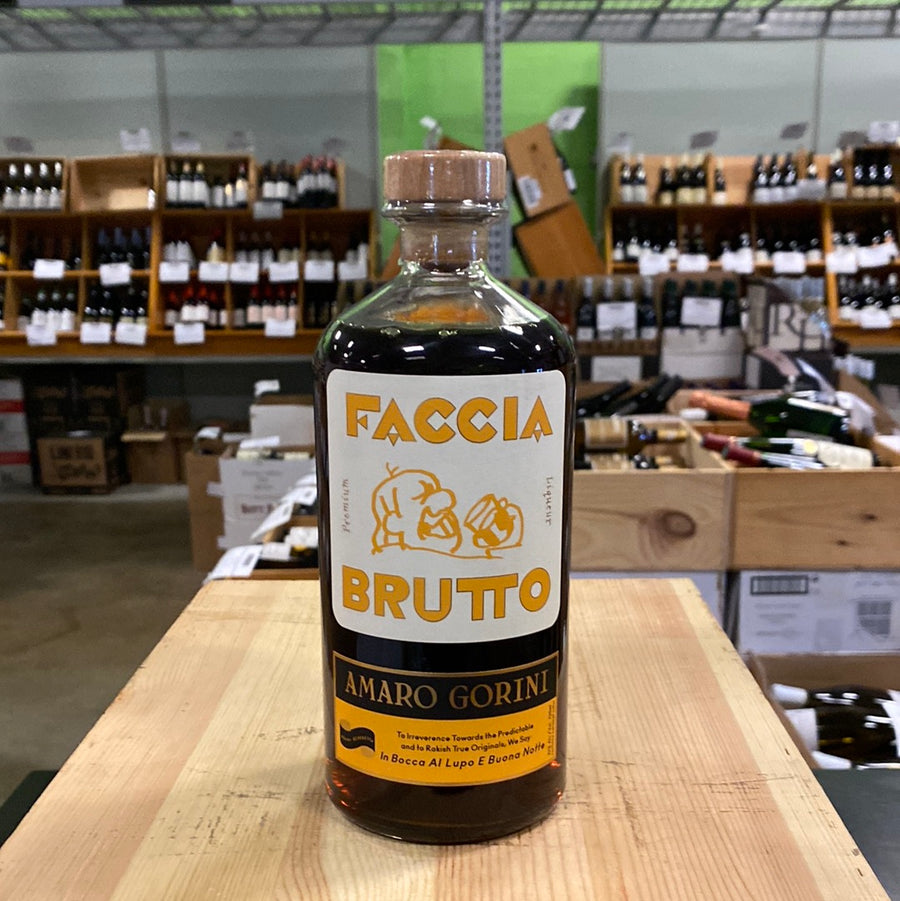 FACCIA
Premium
Liqueur
BRUTTO
AMARO GORINI
To Irreverence Towards the Predictable
and to Rakish True Originals, We Say
In Bocca Al Lupo E Buona Notte